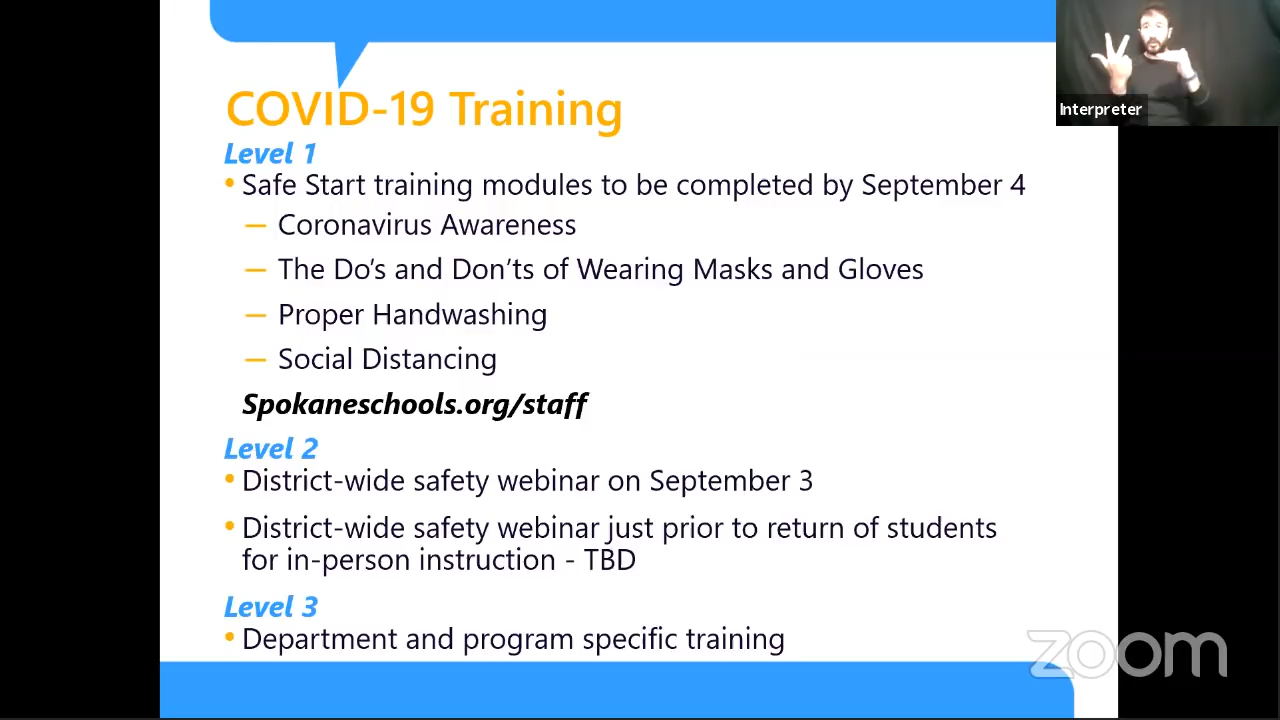 COVID-19 Training
Interpreter
Level 1
• Safe Start training modules to be completed by September 4
— Coronavirus Awareness
— The Do's and Don'ts of Wearing Masks and Gloves
— Proper Handwashing
— Social Distancing
Spokaneschools.org/staff
Level 2
• District-wide safety webinar on September 3
• District-wide safety webinar just prior to return of students
for in-person instruction - TBD
Level 3
• Department and program specific training
zoom